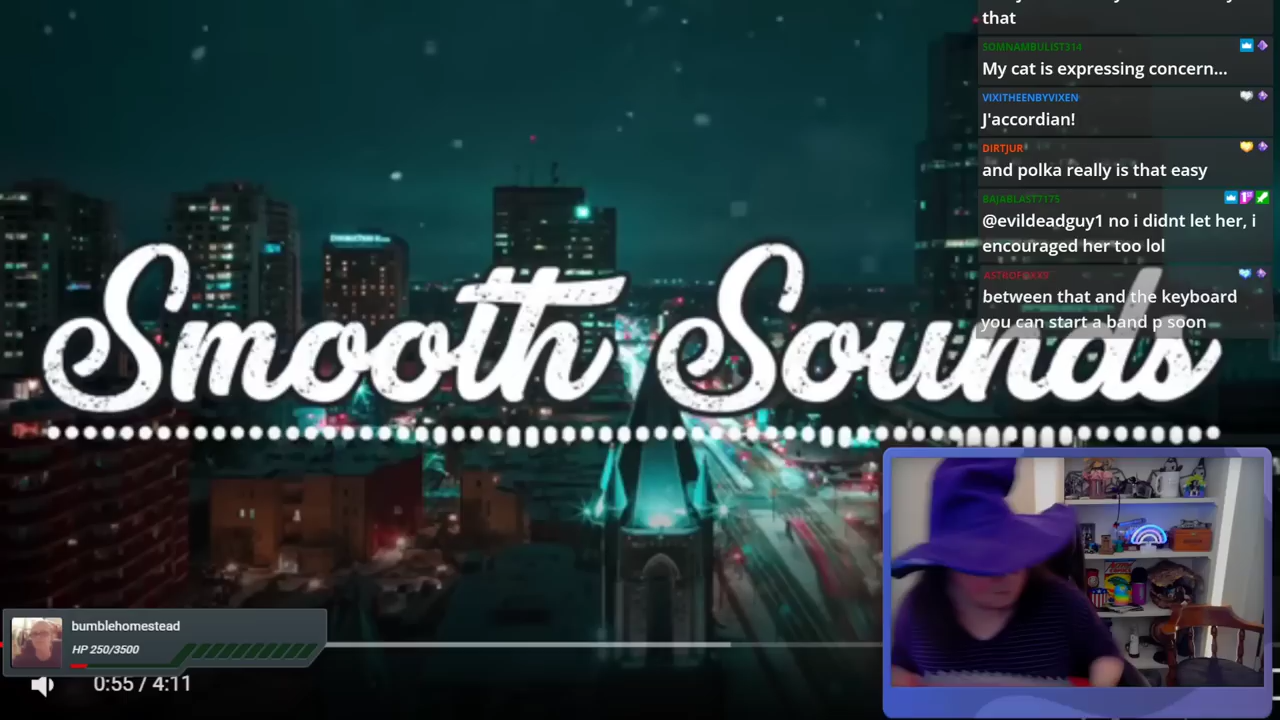 that
SOMNAMBULIST314
My cat is expressing concern...
VIXITHEENBYVIXEN
J'accordian!
DIRTJUR
and polka really is that easy
BAJABLAST7175
@evildeadguy1 no i didnt let her, i
encouraged her too lol
between that and the keyboard
you can start a band p soon
Smooth Sounds
bumblehomestead
HP 250/3500
0:55 / 4:11